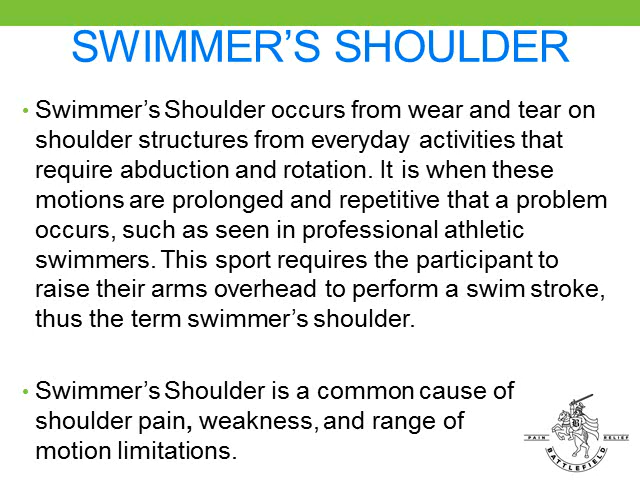 SWIMMER’S SHOULDER
• Swimmer’s Shoulder occurs from wear and tear on
shoulder structures from everyday activities that
require abduction and rotation. It is when these
motions are prolonged and repetitive that a problem
occurs, such as seen in professional athletic
swimmers. This sport requires the participant to
raise their arms overhead to perform a swim stroke,
thus the term swimmer’s shoulder.
• Swimmer’s Shoulder is a common cause of
shoulder pain, weakness, and range of
motion limitations.
B
PAIN RELIEF
BATTLEFIELD